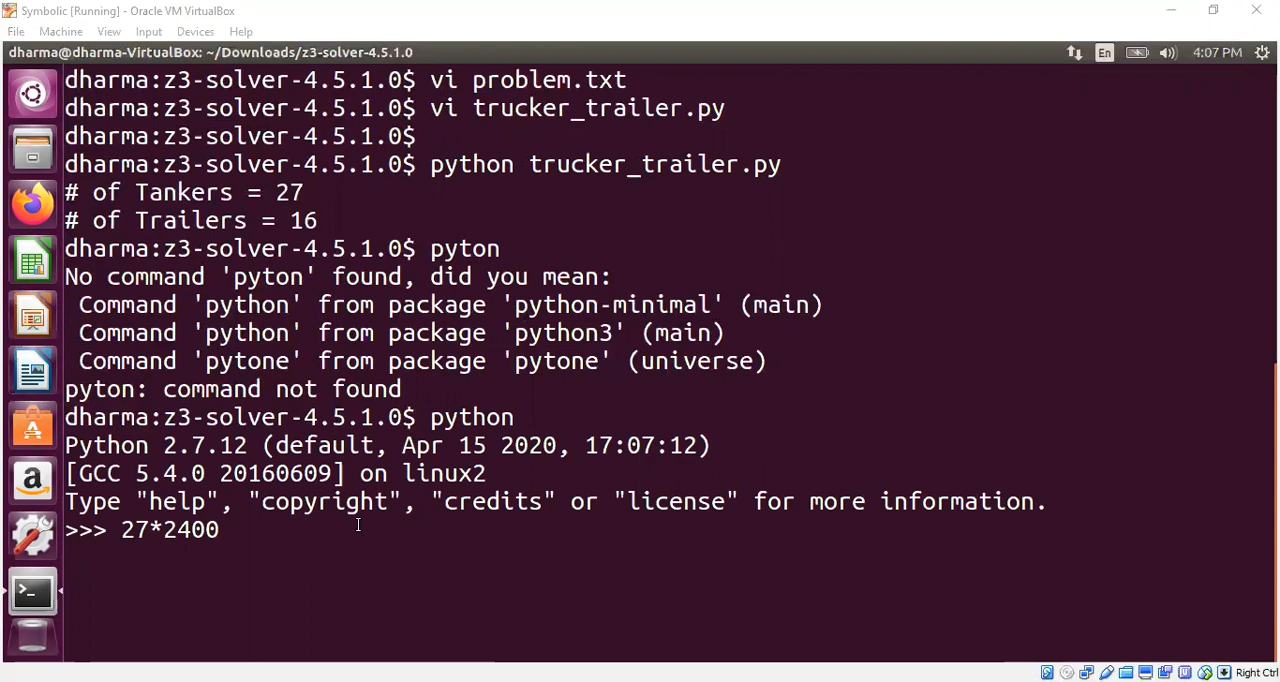 Symbolic [Running] - Oracle VM VirtualBox
File Machine View Input Devices Help
dharma@dharma-VirtualBox: ~/Downloads/z3-solver-4.5.1.0
En 4:07 PM
dharma:z3-solver-4.5.1.0$ vi problem.txt
dharma:z3-solver-4.5.1.0$ vi trucker_trailer.py
dharma:z3-solver-4.5.1.0$
dharma:z3-solver-4.5.1.0$ python trucker_trailer.py
# of Tankers = 27
# of Trailers = 16
dharma:z3-solver-4.5.1.0$ pyton
No command 'pyton' found, did you mean:
Command 'python' from package 'python-minimal' (main)
Command 'python' from package 'python3' (main)
Command 'pytone' from package 'pytone' (universe)
pyton: command not found
dharma:z3-solver-4.5.1.0$ python
Python 2.7.12 (default, Apr 15 2020, 17:07:12)
[GCC 5.4.0 20160609] on linux2
Type "help", "copyright", "credits" or "license" for more information.
>>> 27*2400
Right Ctrl